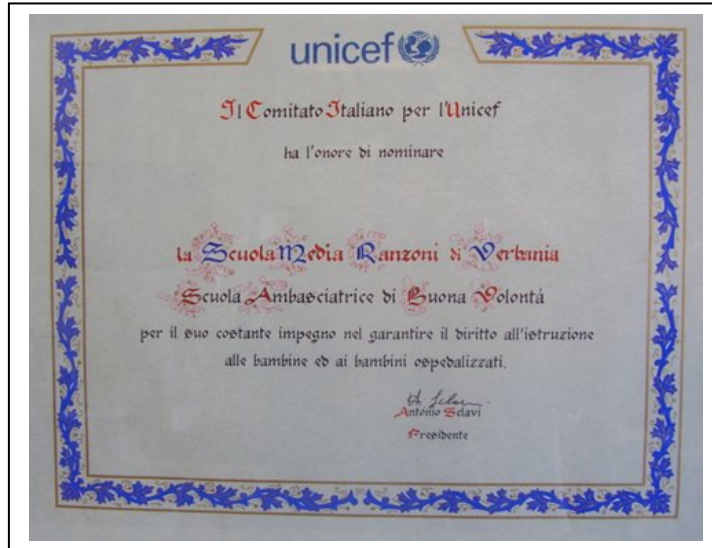 unicef
Il Comitato Italiano per l'Unicef
ha l'onore di nominare
la Scuola Media Ranzoni di Verbania
Scuola Ambasciatrice di Buona Volontá
per il suo costante impegno nel garantire il diritto all'istruzione
alle bambine ed ai bambini ospedalizzati.
Antonio Sclavi
Presidente